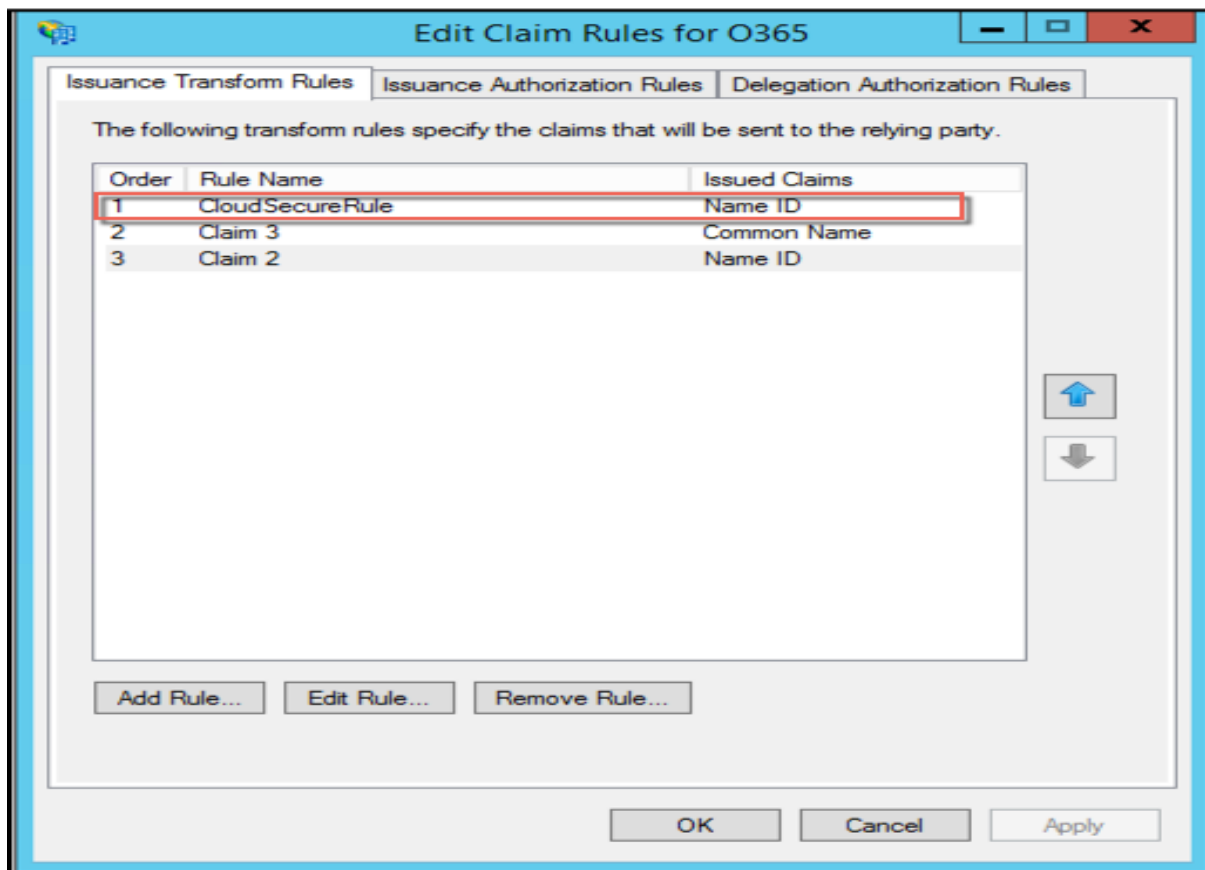 Edit Claim Rules for O365
Issuance Transform Rules Issuance Authorization Rules Delegation Authorization Rules
The following transform rules specify the claims that will be sent to the relying party.
Order Rule Name Issued Claims
1 CloudSecureRule Name ID
2 Claim 3 Common Name
3 Claim 2 Name ID
Add Rule... Edit Rule... Remove Rule...
OK Cancel Apply